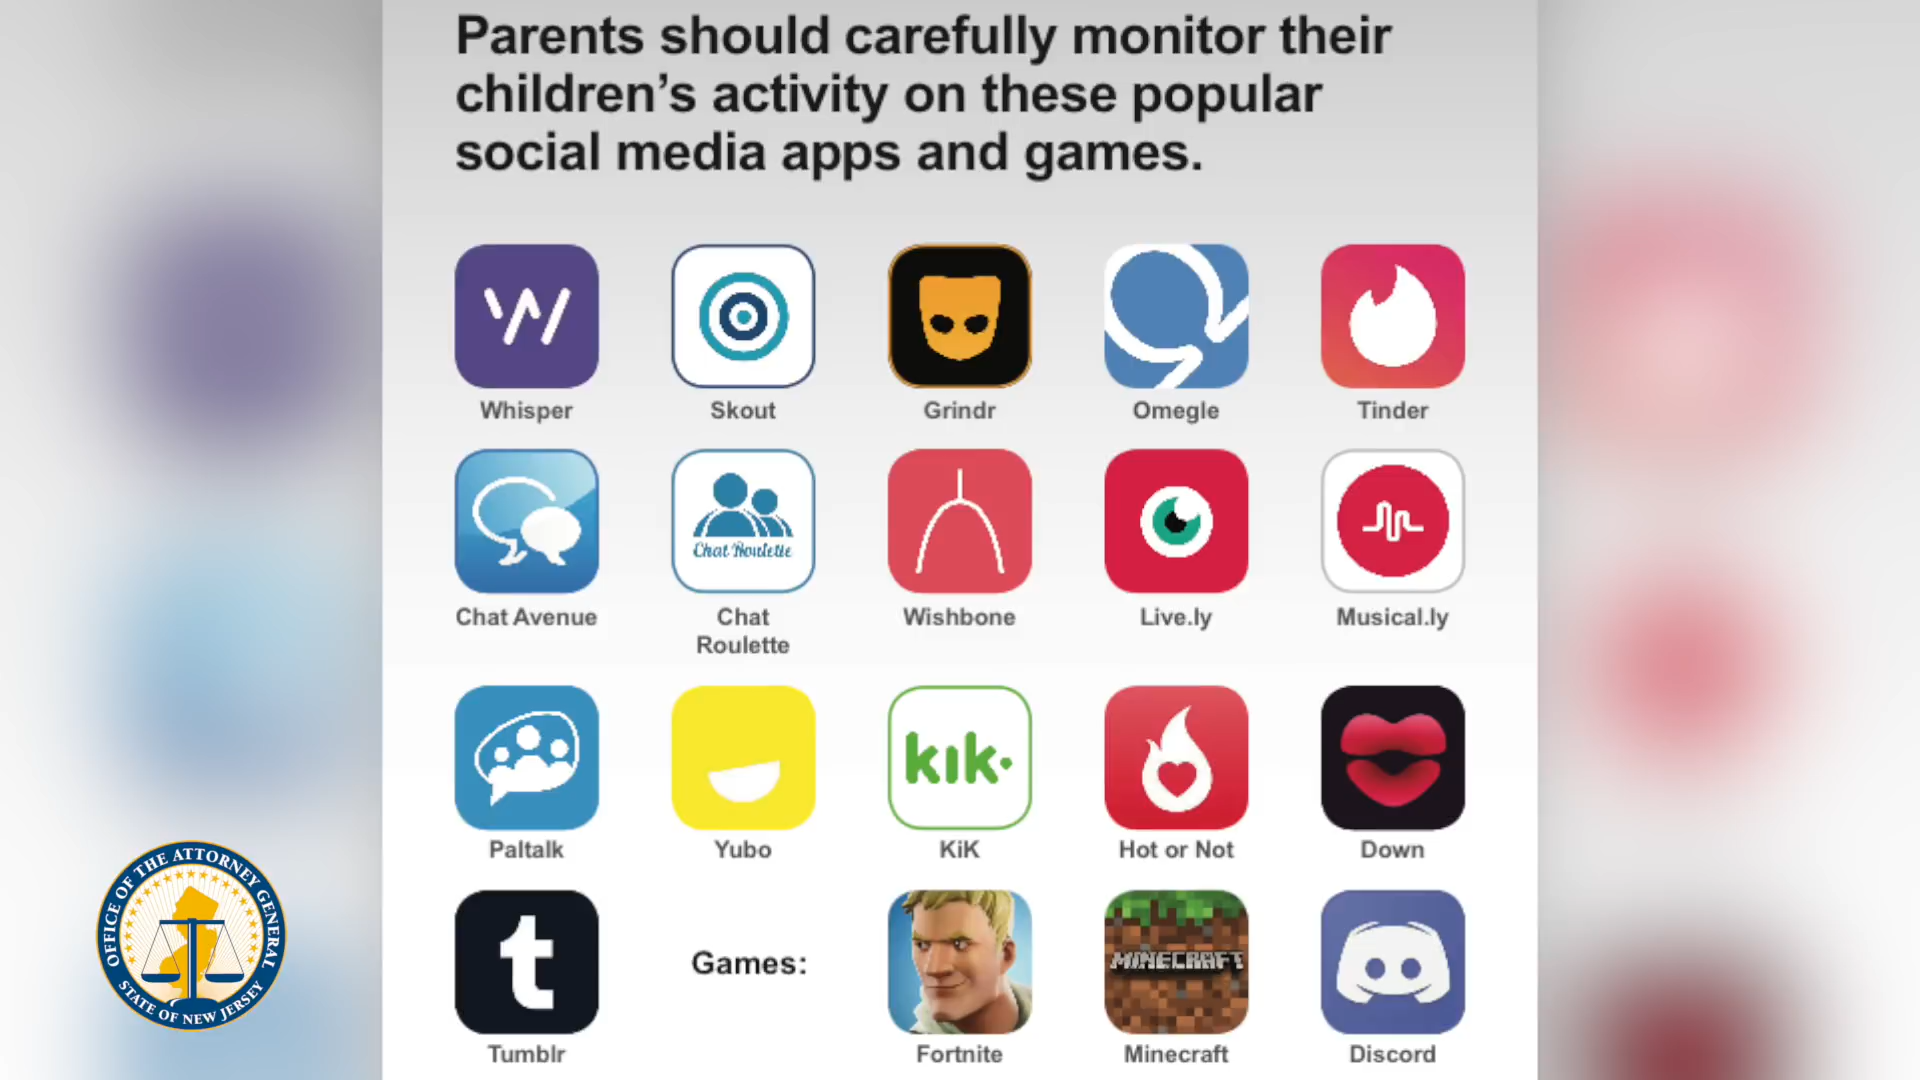 Parents should carefully monitor their
children's activity on these popular
social media apps and games.
Whisper
Skout
Grindr
Omegle
Tinder
Chat Roulette
Chat Avenue
Chat
Roulette
Wishbone
Live.ly
Musical.ly
kik.
Paltalk
Yubo
KiK
Hot or Not
Down
t
Games:
MINECRAFT
Tumblr
Fortnite
Minecraft
Discord
OFFICE OF THE ATTORNEY GENERAL
STATE OF NEW JERSEY